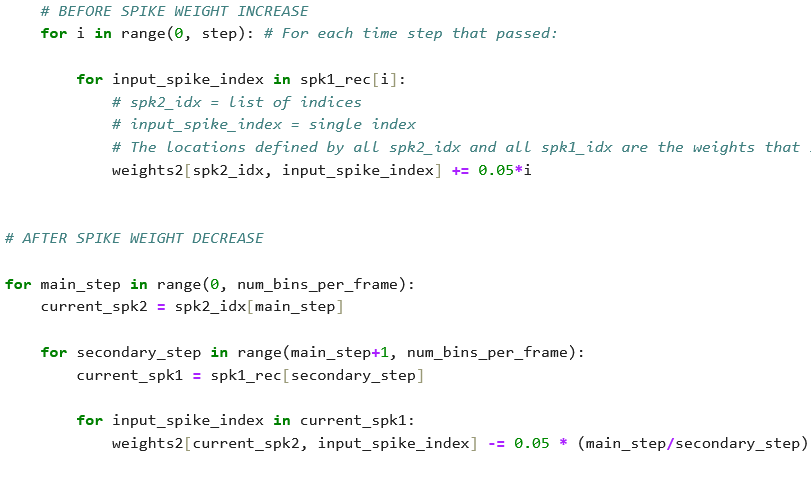 # BEFORE SPIKE WEIGHT INCREASE
for i in range(0, step): # For each time step that passed:
for input_spike_index in spk1_rec[i]:
# spk2_idx = list of indices
# input_spike_index = single index
# The locations defined by all spk2_idx and all spk1_idx are the weights that
weights2[spk2_idx, input_spike_index] += 0.05*i
# AFTER SPIKE WEIGHT DECREASE
for main_step in range(0, num_bins_per_frame):
current_spk2 = spk2_idx[main_step]
for secondary_step in range(main_step+1, num_bins_per_frame):
current_spk1 = spk1_rec[secondary_step]
for input_spike_index in current_spk1:
weights2[current_spk2, input_spike_index] -= 0.05 * (main_step/secondary_step)